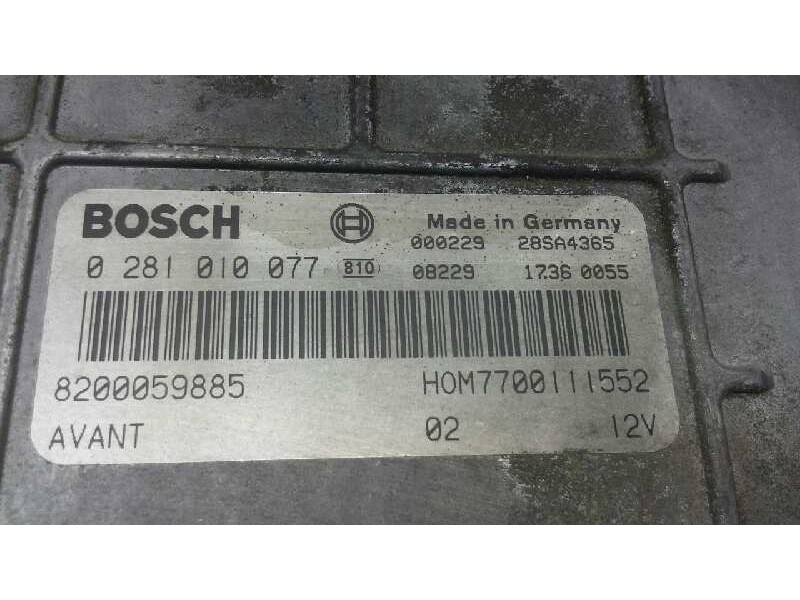 BOSCH Made in Germany
000229 28SA4365
0 281 010 077 810 08229 1736 0055
8200059885 HOM7700111552
AVANT 02 12V